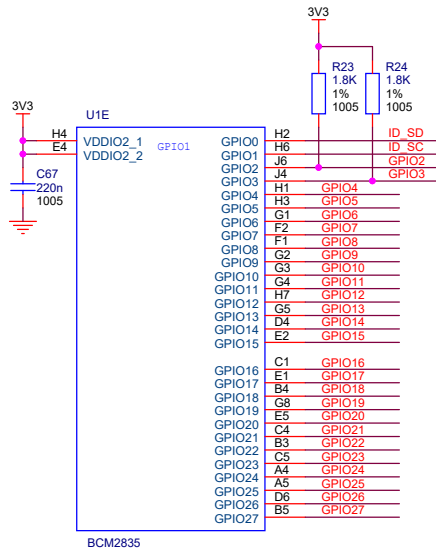 3V3
R23
1.8K
1%
1005
R24
1.8K
1%
1005
3V3
U1E
H4
E4
VDDIO2_1
VDDIO2_2
GPIO1
C67
220n
1005
GPIO0 H2 ID_SD
GPIO1 H6 ID_SC
GPIO2 J6 GPIO2
GPIO3 J4 GPIO3
GPIO4 H1 GPIO4
GPIO5 H3 GPIO5
GPIO6 G1 GPIO6
GPIO7 F2 GPIO7
GPIO8 F1 GPIO8
GPIO9 G2 GPIO9
GPIO10 G3 GPIO10
GPIO11 G4 GPIO11
GPIO12 H7 GPIO12
GPIO13 G5 GPIO13
GPIO14 D4 GPIO14
GPIO15 E2 GPIO15
GPIO16 C1 GPIO16
GPIO17 E1 GPIO17
GPIO18 B4 GPIO18
GPIO19 G8 GPIO19
GPIO20 E5 GPIO20
GPIO21 C4 GPIO21
GPIO22 B3 GPIO22
GPIO23 C5 GPIO23
GPIO24 A4 GPIO24
GPIO25 A5 GPIO25
GPIO26 D6 GPIO26
GPIO27 B5 GPIO27
BCM2835